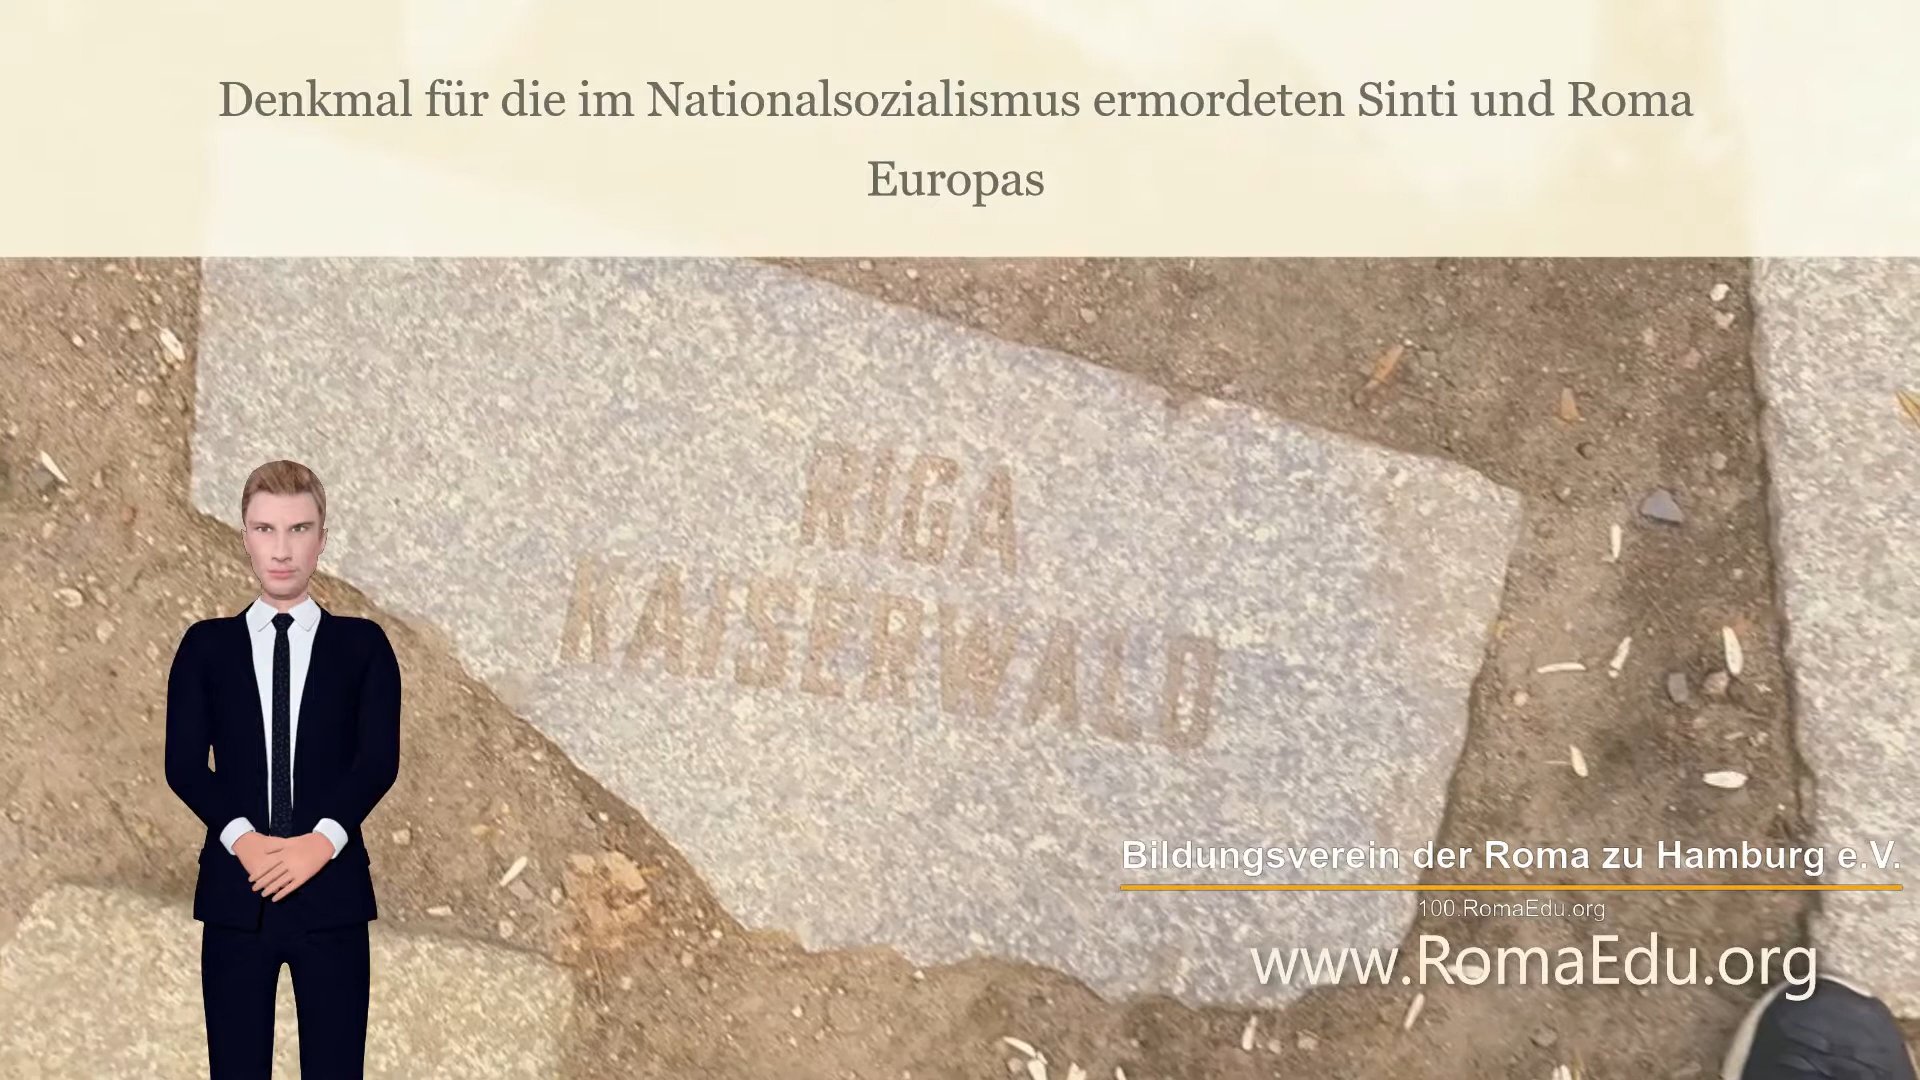 Denkmal für die im Nationalsozialismus ermordeten Sinti und Roma
Europas
RIGA
KAISERWALD
Bildungsverein der Roma zu Hamburg e.V.
100.RomaEdu.org
www.RomaEdu.org